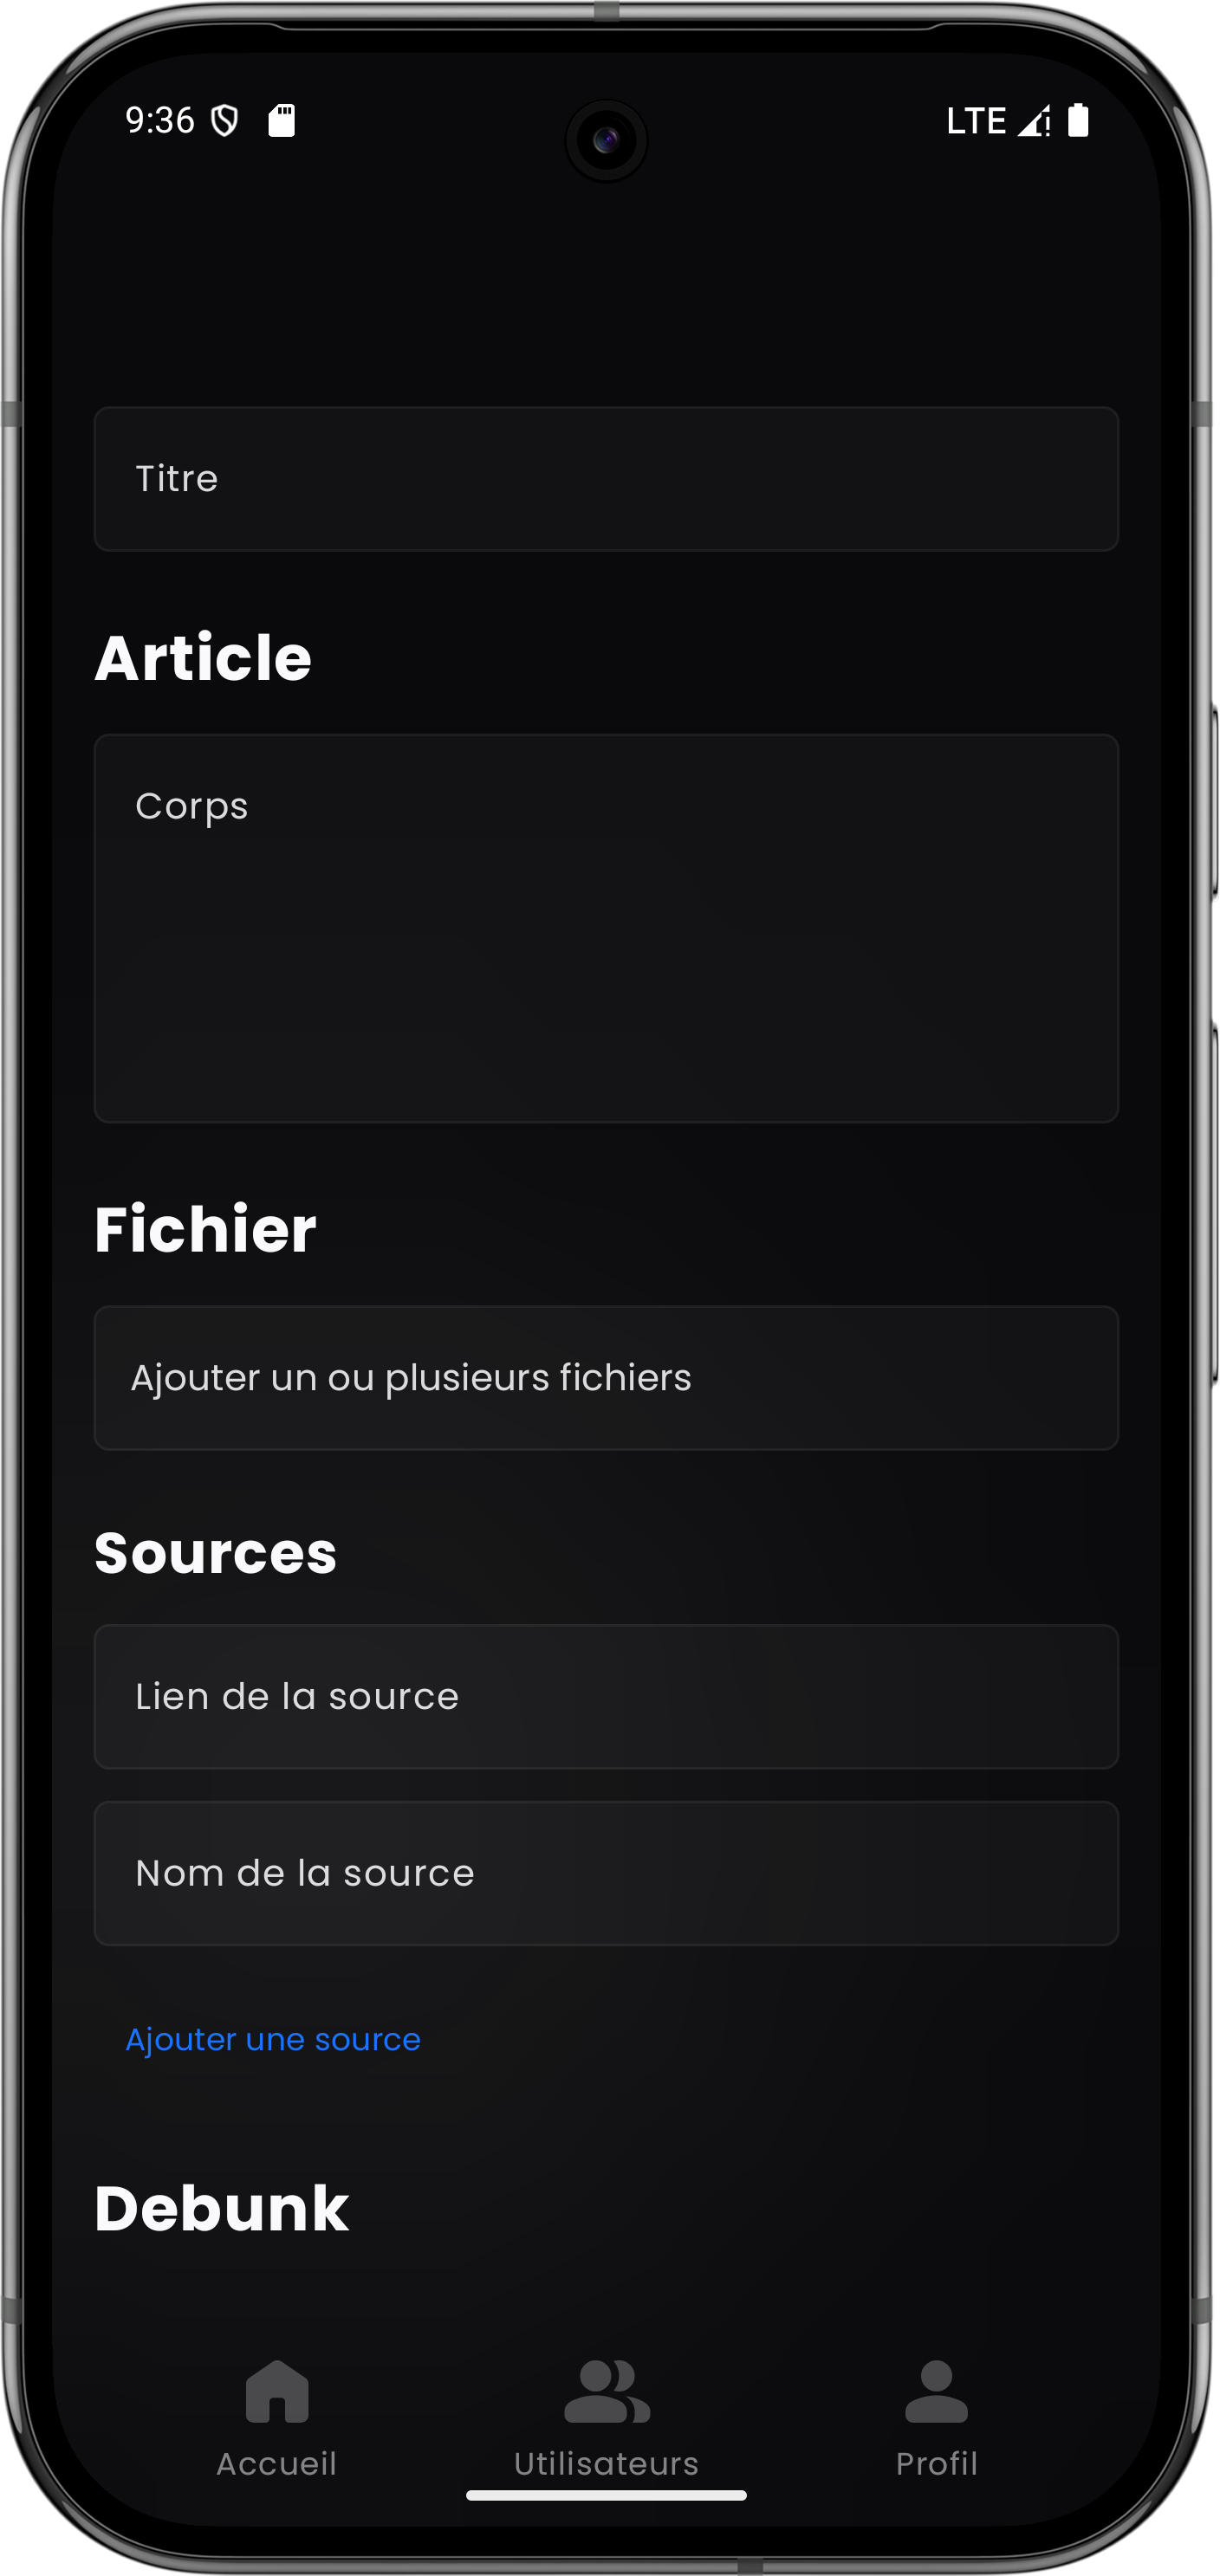 9:36
LTE
Titre
Article
Corps
Fichier
Ajouter un ou plusieurs fichiers
Sources
Lien de la source
Nom de la source
Ajouter une source
Debunk
Accueil
Utilisateurs
Profil